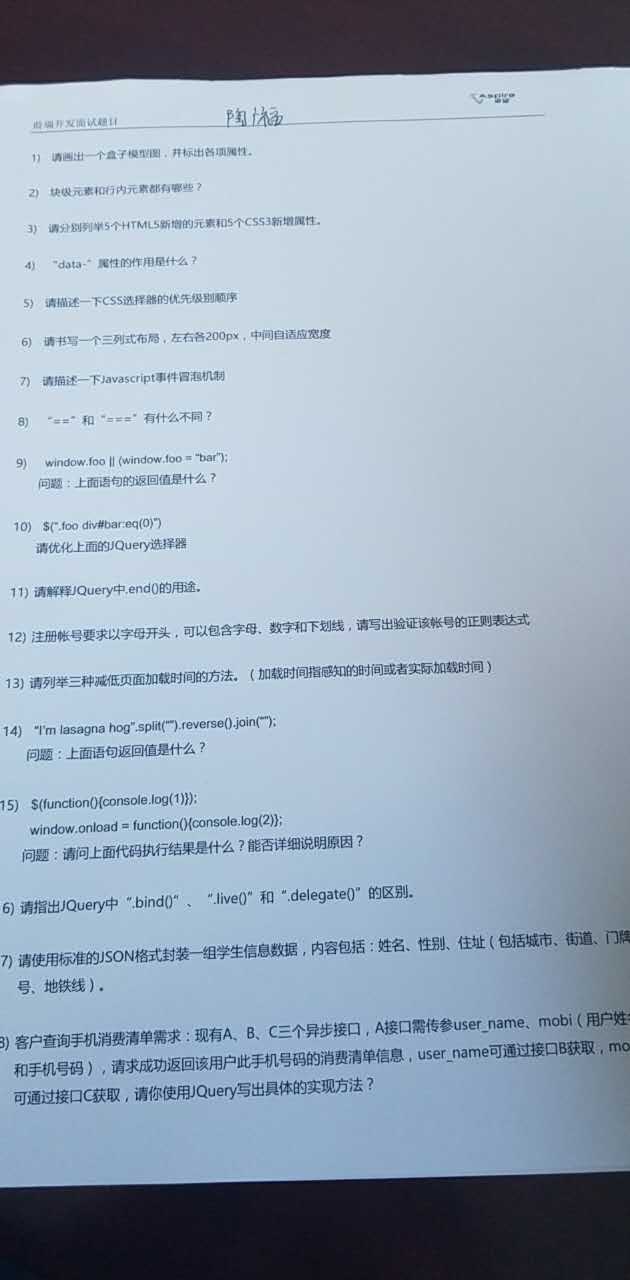 前端开发面试题目
Aspire
1) 请画出一个盒子模型图，并标出各项属性。
2) 块级元素和行内元素都有哪些？
3) 请分别列举5个HTML5新增的元素和5个CSS3新增属性。
4) “data-”属性的作用是什么？
5) 请描述一下CSS选择器的优先级别顺序
6) 请书写一个三列式布局，左右各200px，中间自适应宽度
7) 请描述一下Javascript事件冒泡机制
8) “==”和“===”有什么不同？
9) window.foo || (window.foo = “bar”);
问题：上面语句的返回值是什么？
10) $(“.foo div#bar:eq(0)”)
请优化上面的JQuery选择器
11) 请解释JQuery中.end()的用途。
12) 注册帐号要求以字母开头，可以包含字母、数字和下划线，请写出验证该帐号的正则表达式
13) 请列举三种减低页面加载时间的方法。（加载时间指感知的时间或者实际加载时间）
14) “I’m lasagna hog”.split(“”).reverse().join(“”);
问题：上面语句返回值是什么？
15) $(function(){console.log(1)});
window.onload = function(){console.log(2)};
问题：请问上面代码执行结果是什么？能否详细说明原因？
6) 请指出JQuery中“.bind()”、“.live()”和“.delegate()”的区别。
7) 请使用标准的JSON格式封装一组学生信息数据，内容包括：姓名、性别、住址（包括城市、街道、门牌
号、地铁线）。
8) 客户查询手机消费清单需求：现有A、B、C三个异步接口，A接口需传参user_name、mobi（用户姓
和手机号码），请求成功返回该用户此手机号码的消费清单信息，user_name可通过接口B获取，mo
可通过接口C获取，请你使用JQuery写出具体的实现方法？